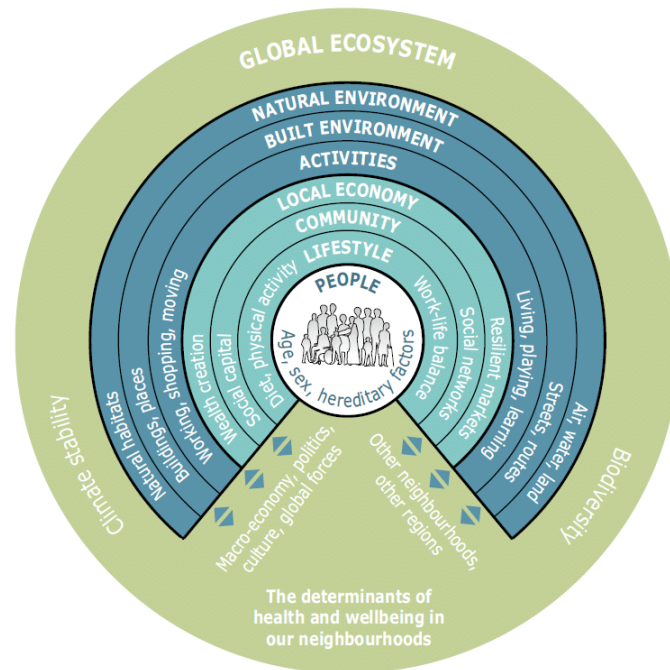 GLOBAL ECOSYSTEM
NATURAL ENVIRONMENT
BUILT ENVIRONMENT
ACTIVITIES
LOCAL ECONOMY
COMMUNITY
LIFESTYLE
PEOPLE
Age, sex, hereditary factors
Diet, physical activity
Work-life balance
Social capital
Social networks
Wealth creation
Resilient markets
Working, shopping, moving
Living, playing, learning
Buildings, places
Streets, routes
Natural habitats
Air, water, land
Climate stability
Biodiversity
Macro-economy, politics,
culture, global forces
Other neighbourhoods,
other regions
The determinants of
health and wellbeing in
our neighbourhoods